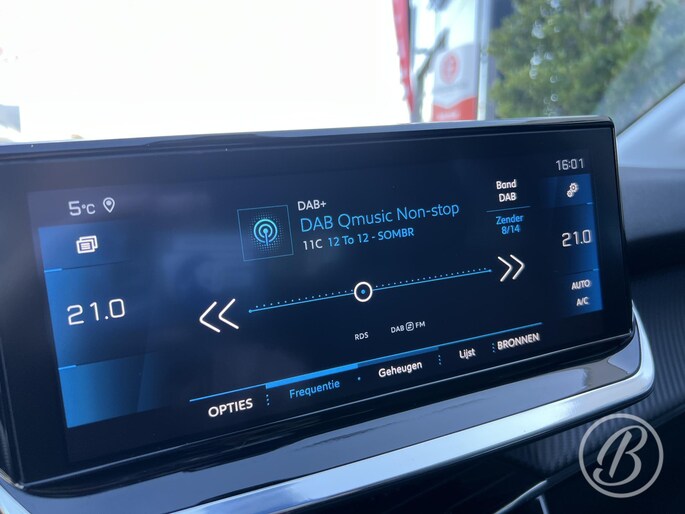 16:01
5°C
DAB+
DAB Qmusic Non-stop
11C 12 To 12 - SOMBR
Band
DAB
Zender
8/14
21.0
21.0
AUTO
A/C
RDS
DAB FM
OPTIES
Frequentie
Geheugen
Lijst
BRONNEN
B